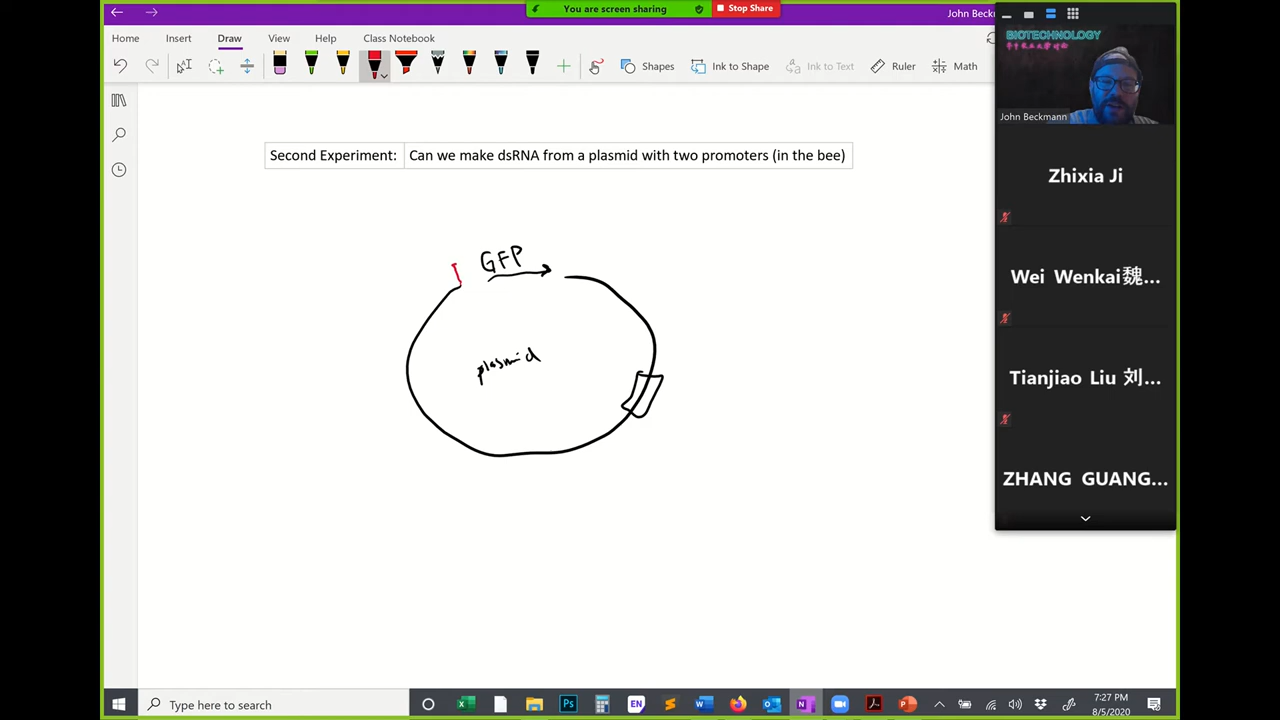 You are screen sharing
Stop Share
John Beckm
Home
Insert
Draw
View
Help
Class Notebook
Shapes
Ink to Shape
Ink to Text
Ruler
Math
Second Experiment:
Can we make dsRNA from a plasmid with two promoters (in the bee)
GFP
plasmid
BIOTECHNOLOGY
John Beckmann
Zhixia Ji
Wei Wenkai魏...
Tianjiao Liu 刘...
ZHANG GUANG...
Type here to search
EN
7:27 PM
8/5/2020